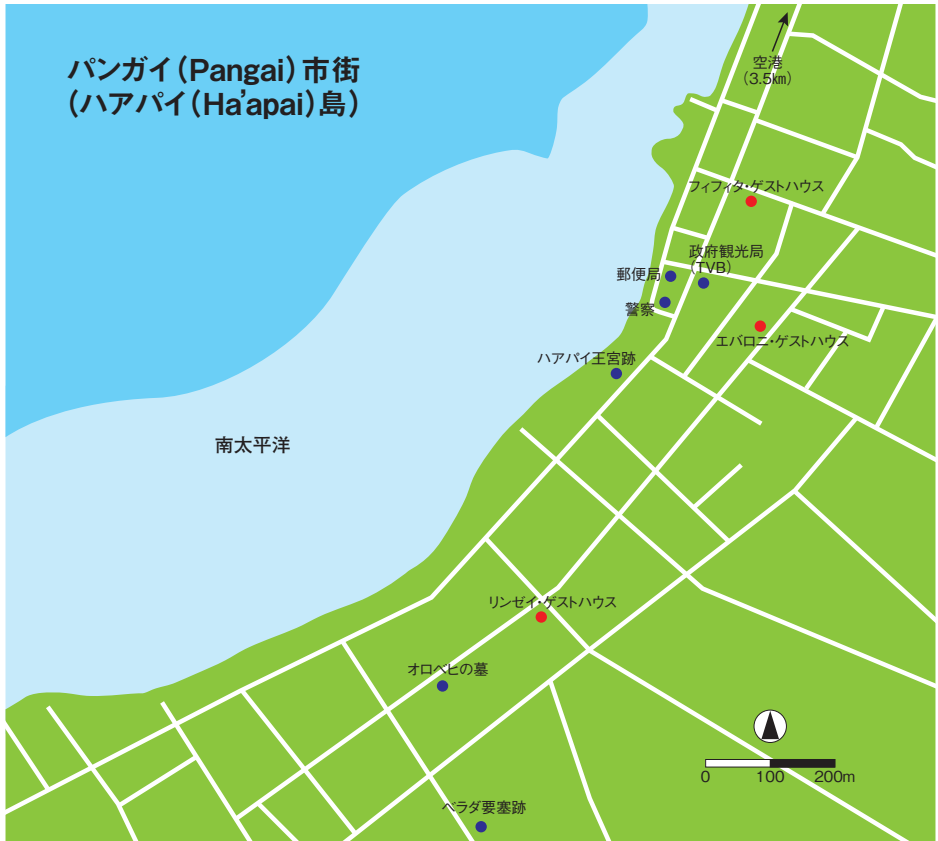 パンガイ（Pangai）市街
（ハアパイ（Ha'apai）島）
空港
（3.5㎞）
フィフィタ・ゲストハウス
政府観光局
（TVB）
郵便局
警察
エバロニ・ゲストハウス
ハアパイ王宮跡
南太平洋
リンゼイ・ゲストハウス
オロベヒの墓
ベラダ要塞跡
0 100 200m